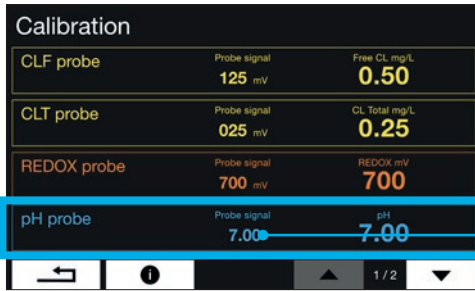 Calibration
CLF probe Probe signal Free CL mg/L
125 mV 0.50
CLT probe Probe signal CL Total mg/L
025 mV 0.25
REDOX probe Probe signal REDOX mV
700 mV 700
pH probe Probe signal pH
7.00 7.00
i 1/2